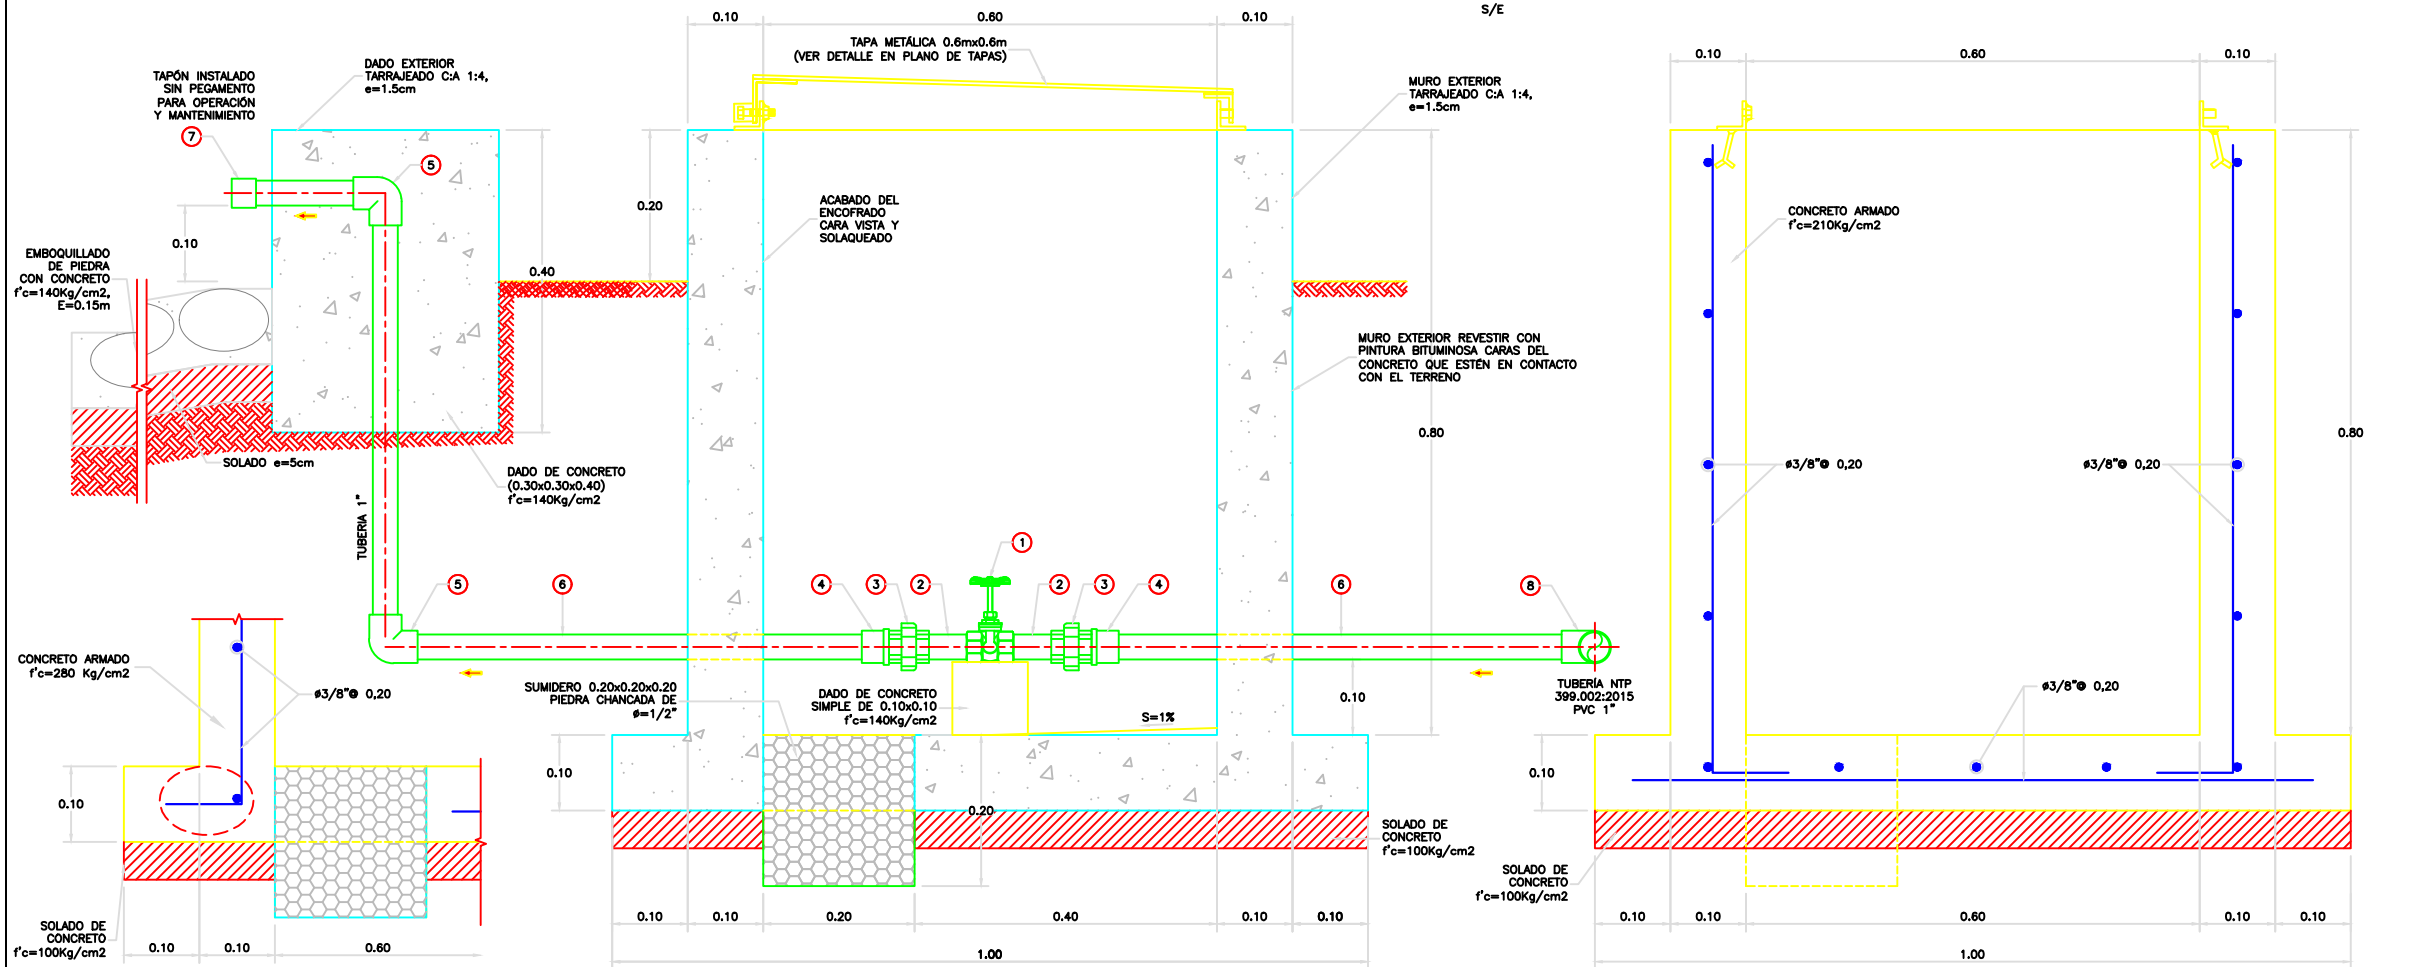 S/E
0.10
0.60
0.10
TAPA METÁLICA 0.6mx0.6m
(VER DETALLE EN PLANO DE TAPAS)
DADO EXTERIOR
TARRAJEADO C:A 1:4,
e=1.5cm
TAPÓN INSTALADO
SIN PEGAMENTO
PARA OPERACIÓN
Y MANTENIMIENTO
7
5
MURO EXTERIOR
TARRAJEADO C:A 1:4,
e=1.5cm
0.10
0.60
0.10
0.20
ACABADO DEL
ENCOFRADO
CARA VISTA Y
SOLAQUEADO
CONCRETO ARMADO
f'c=210Kg/cm2
0.10
0.40
EMBOQUILLADO
DE PIEDRA
CON CONCRETO
f'c=140Kg/cm2,
E=0.15m
MURO EXTERIOR REVESTIR CON
PINTURA BITUMINOSA CARAS DEL
CONCRETO QUE ESTÉN EN CONTACTO
CON EL TERRENO
0.80
0.80
SOLADO e=5cm
DADO DE CONCRETO
(0.30x0.30x0.40)
f'c=140Kg/cm2
ø3/8"@ 0,20
ø3/8"@ 0,20
TUBERIA 1"
1
5
6
4
3
2
2
3
4
6
8
CONCRETO ARMADO
f'c=280 Kg/cm2
ø3/8"@ 0,20
SUMIDERO 0.20x0.20x0.20
PIEDRA CHANCADA DE
ø=1/2"
DADO DE CONCRETO
SIMPLE DE 0.10x0.10
f'c=140Kg/cm2
S=1%
0.10
TUBERÍA NTP
399.002:2015
PVC 1"
ø3/8"@ 0,20
0.10
0.10
0.20
0.10
SOLADO DE
CONCRETO
f'c=100Kg/cm2
SOLADO DE
CONCRETO
f'c=100Kg/cm2
SOLADO DE
CONCRETO
f'c=100Kg/cm2
0.10
0.10
0.60
0.10
0.10
0.20
0.40
0.10
0.10
1.00
0.10
0.10
0.60
0.10
0.10
1.00